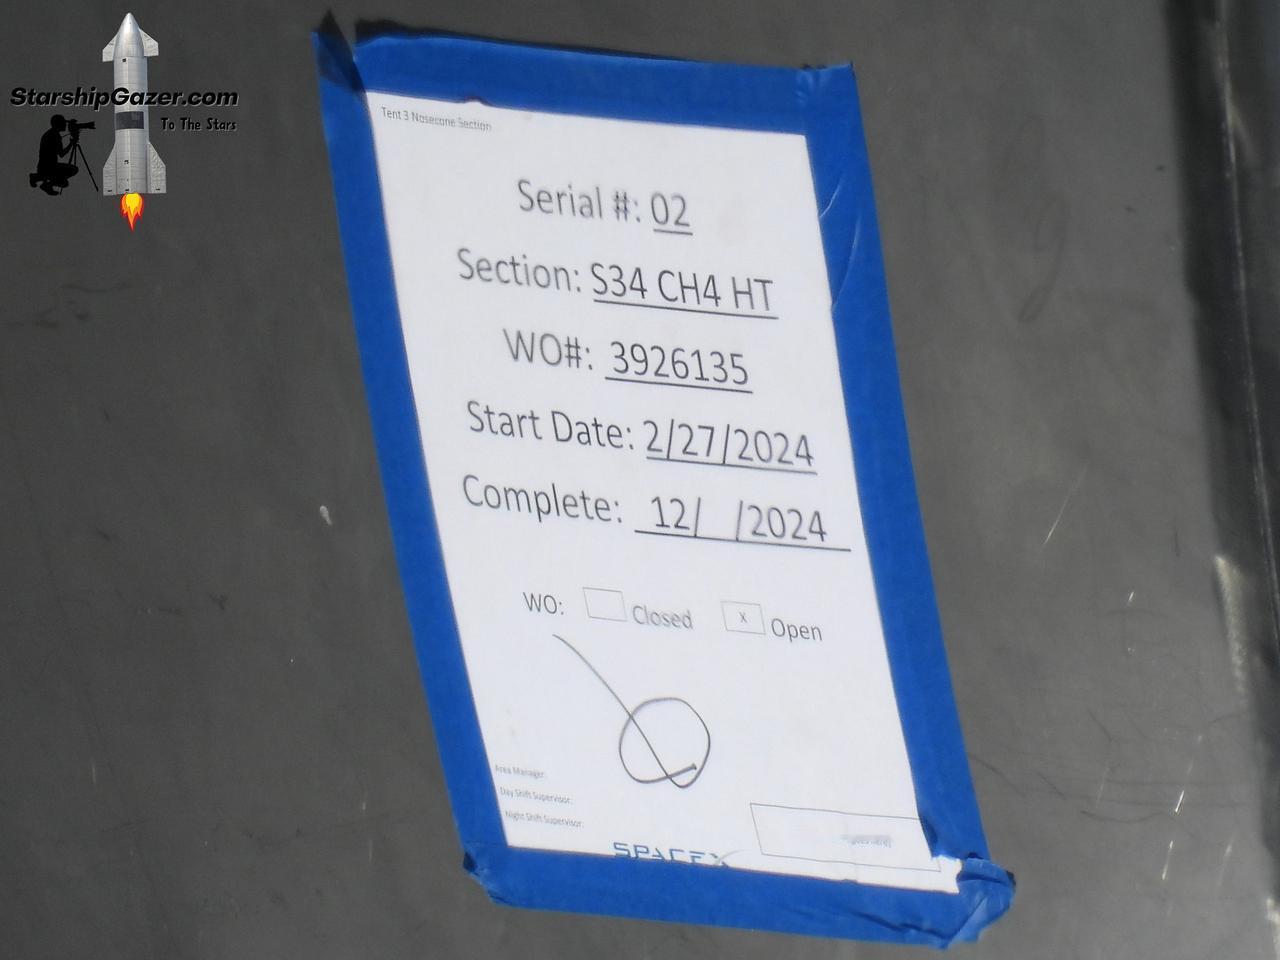 StarshipGazer.com
To The Stars
Tent 3 Nosecone Section
Serial #: 02
Section: S34 CH4 HT
WO#: 3926135
Start Date: 2/27/2024
Complete: 12/ /2024
WO: Closed x Open
Area Manager:
Day Shift Supervisor:
Night Shift Supervisor:
SPACEX